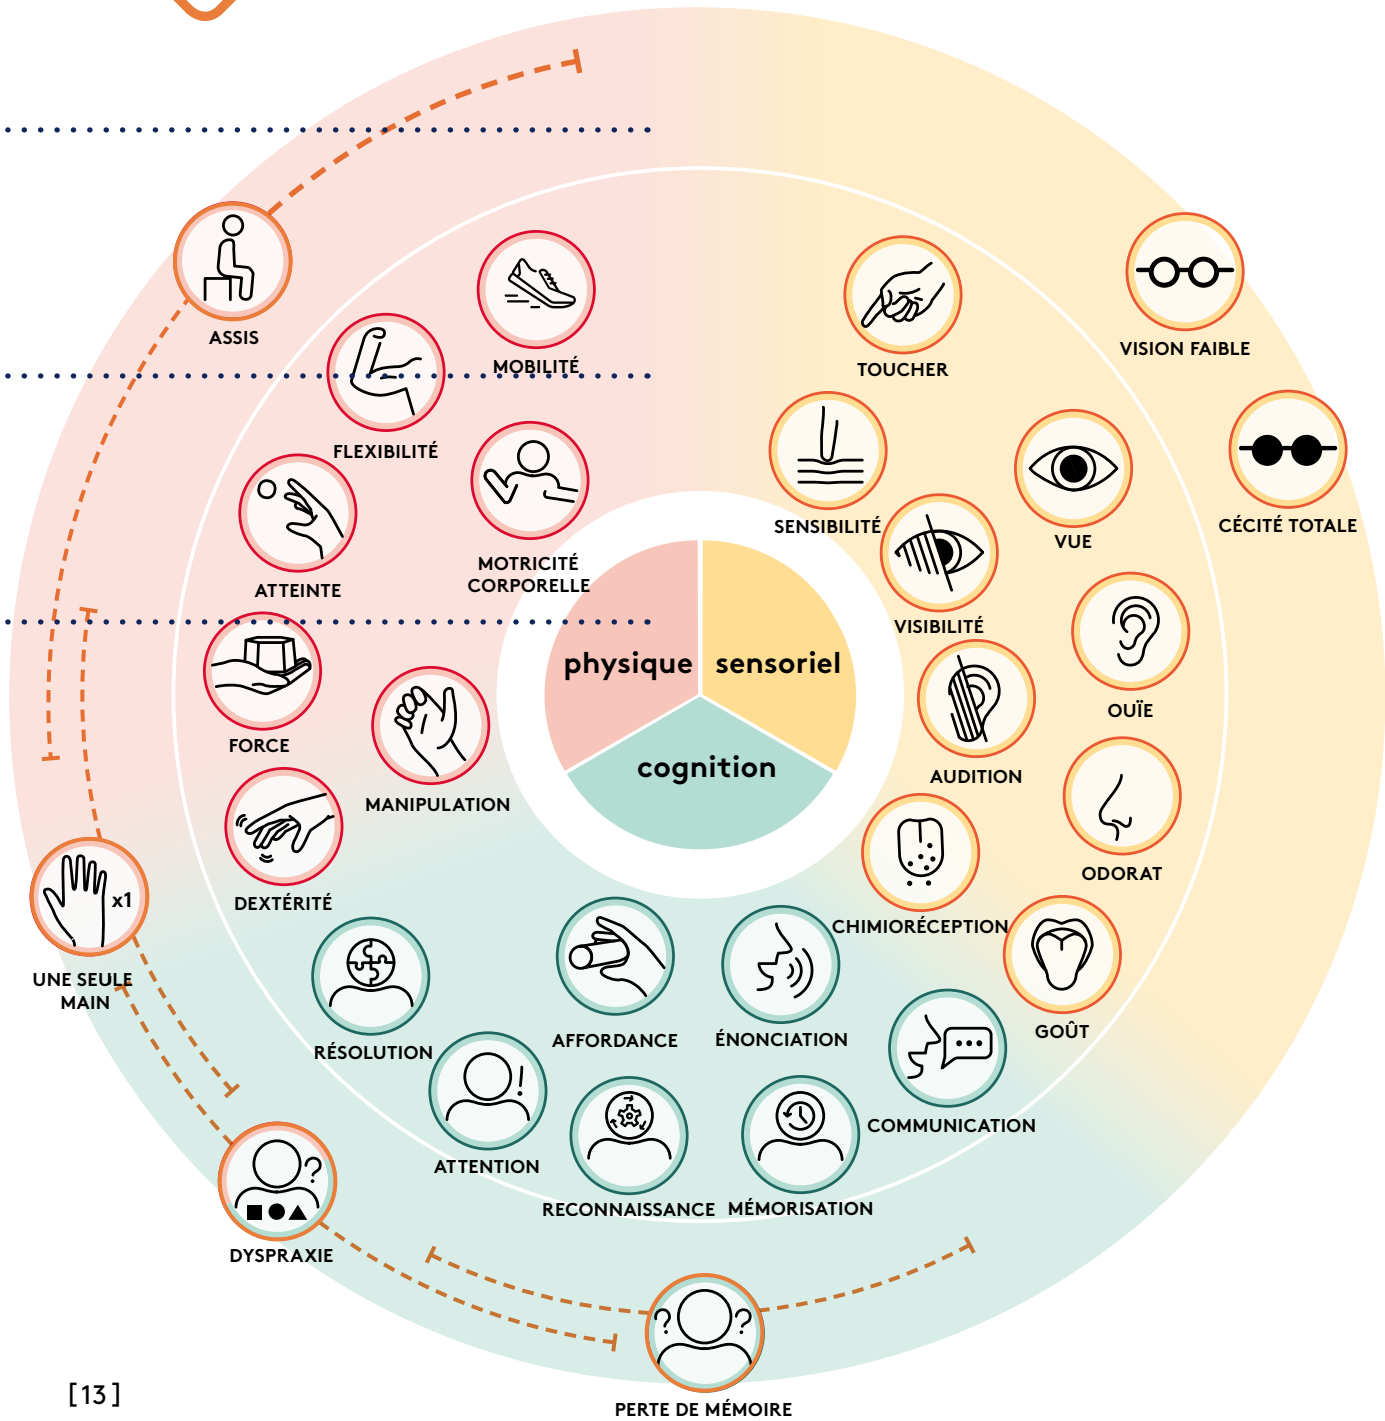 ASSIS
MOBILITÉ
FLEXIBILITÉ
ATTEINTE
MOTRICITÉ
CORPORELLE
FORCE
MANIPULATION
DEXTÉRITÉ
TOUCHER
VISION FAIBLE
SENSIBILITÉ
VUE
CÉCITÉ TOTALE
VISIBILITÉ
OUÏE
AUDITION
ODORAT
CHIMIORÉCEPTION
GOÛT
physique
sensoriel
cognition
x1
UNE SEULE
MAIN
RÉSOLUTION
AFFORDANCE
ÉNONCIATION
COMMUNICATION
ATTENTION
RECONNAISSANCE
MÉMORISATION
?
DYSPRAXIE
? ?
PERTE DE MÉMOIRE
[13]